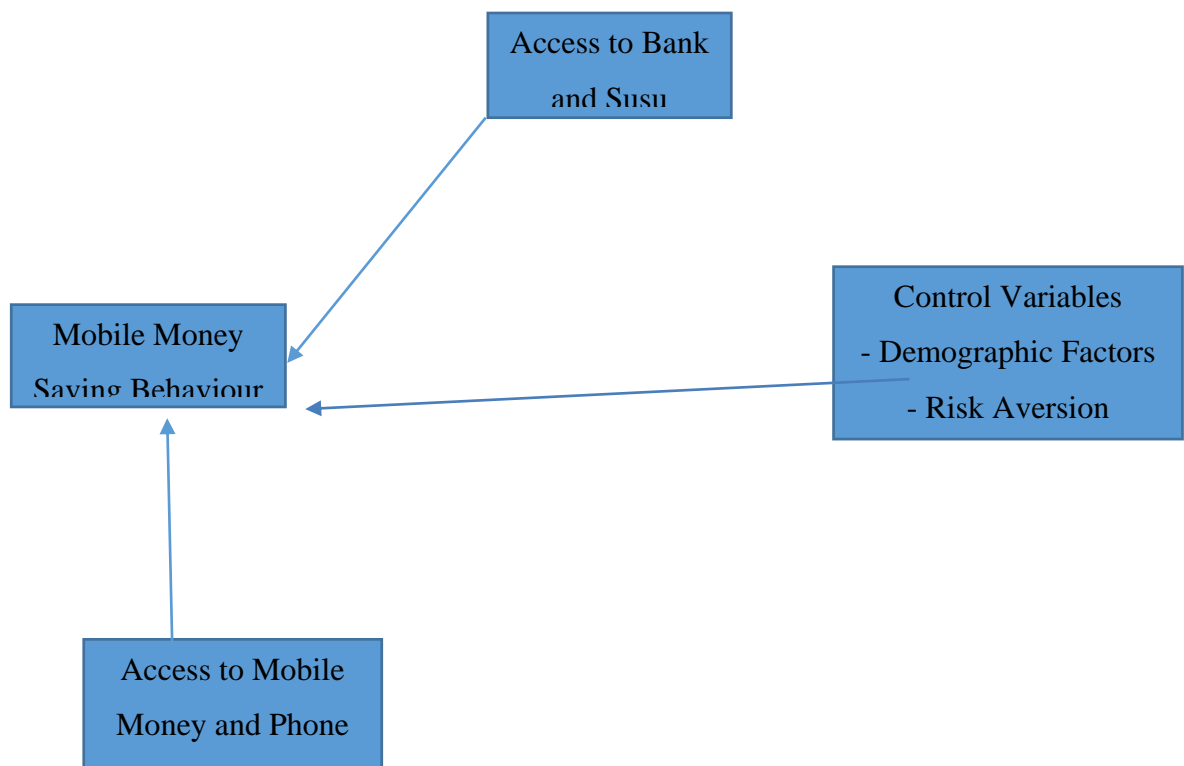 Access to Bank
and Susu
Control Variables
- Demographic Factors
- Risk Aversion
Mobile Money
Saving Behaviour
Access to Mobile
Money and Phone